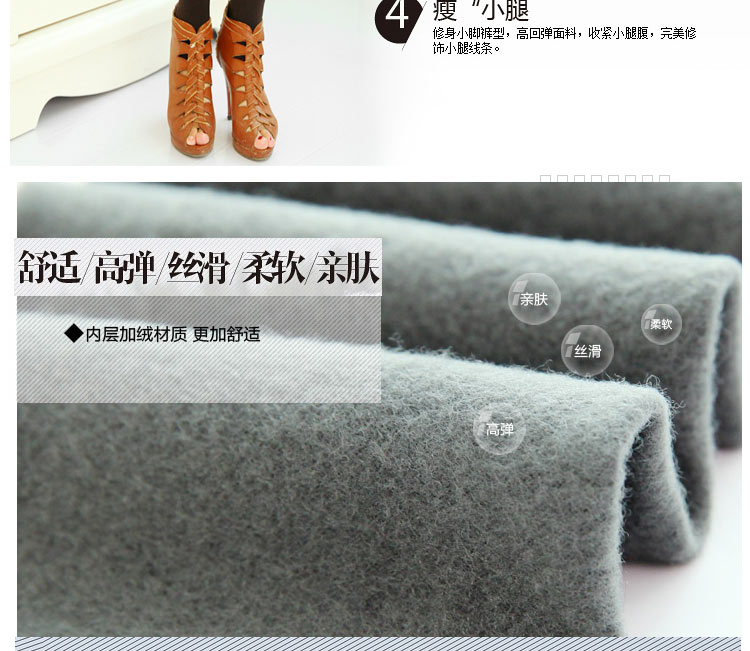 4
瘦“小腿
修身小脚裤型，高回弹面料，收紧小腿腹，完美修
饰小腿线条。
舒适/高弹/丝滑/柔软/亲肤
◆内层加绒材质 更加舒适
亲肤
柔软
丝滑
高弹